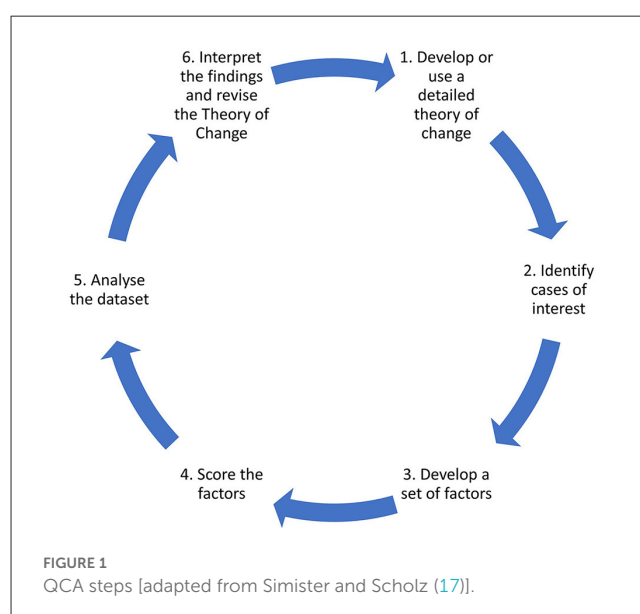 1. Develop or
use a
detailed
theory of
change
2. Identify
cases of
interest
3. Develop a
set of factors
4. Score the
factors
5. Analyse
the dataset
6. Interpret
the findings
and revise
the Theory of
Change
FIGURE 1
QCA steps [adapted from Simister and Scholz (17)].